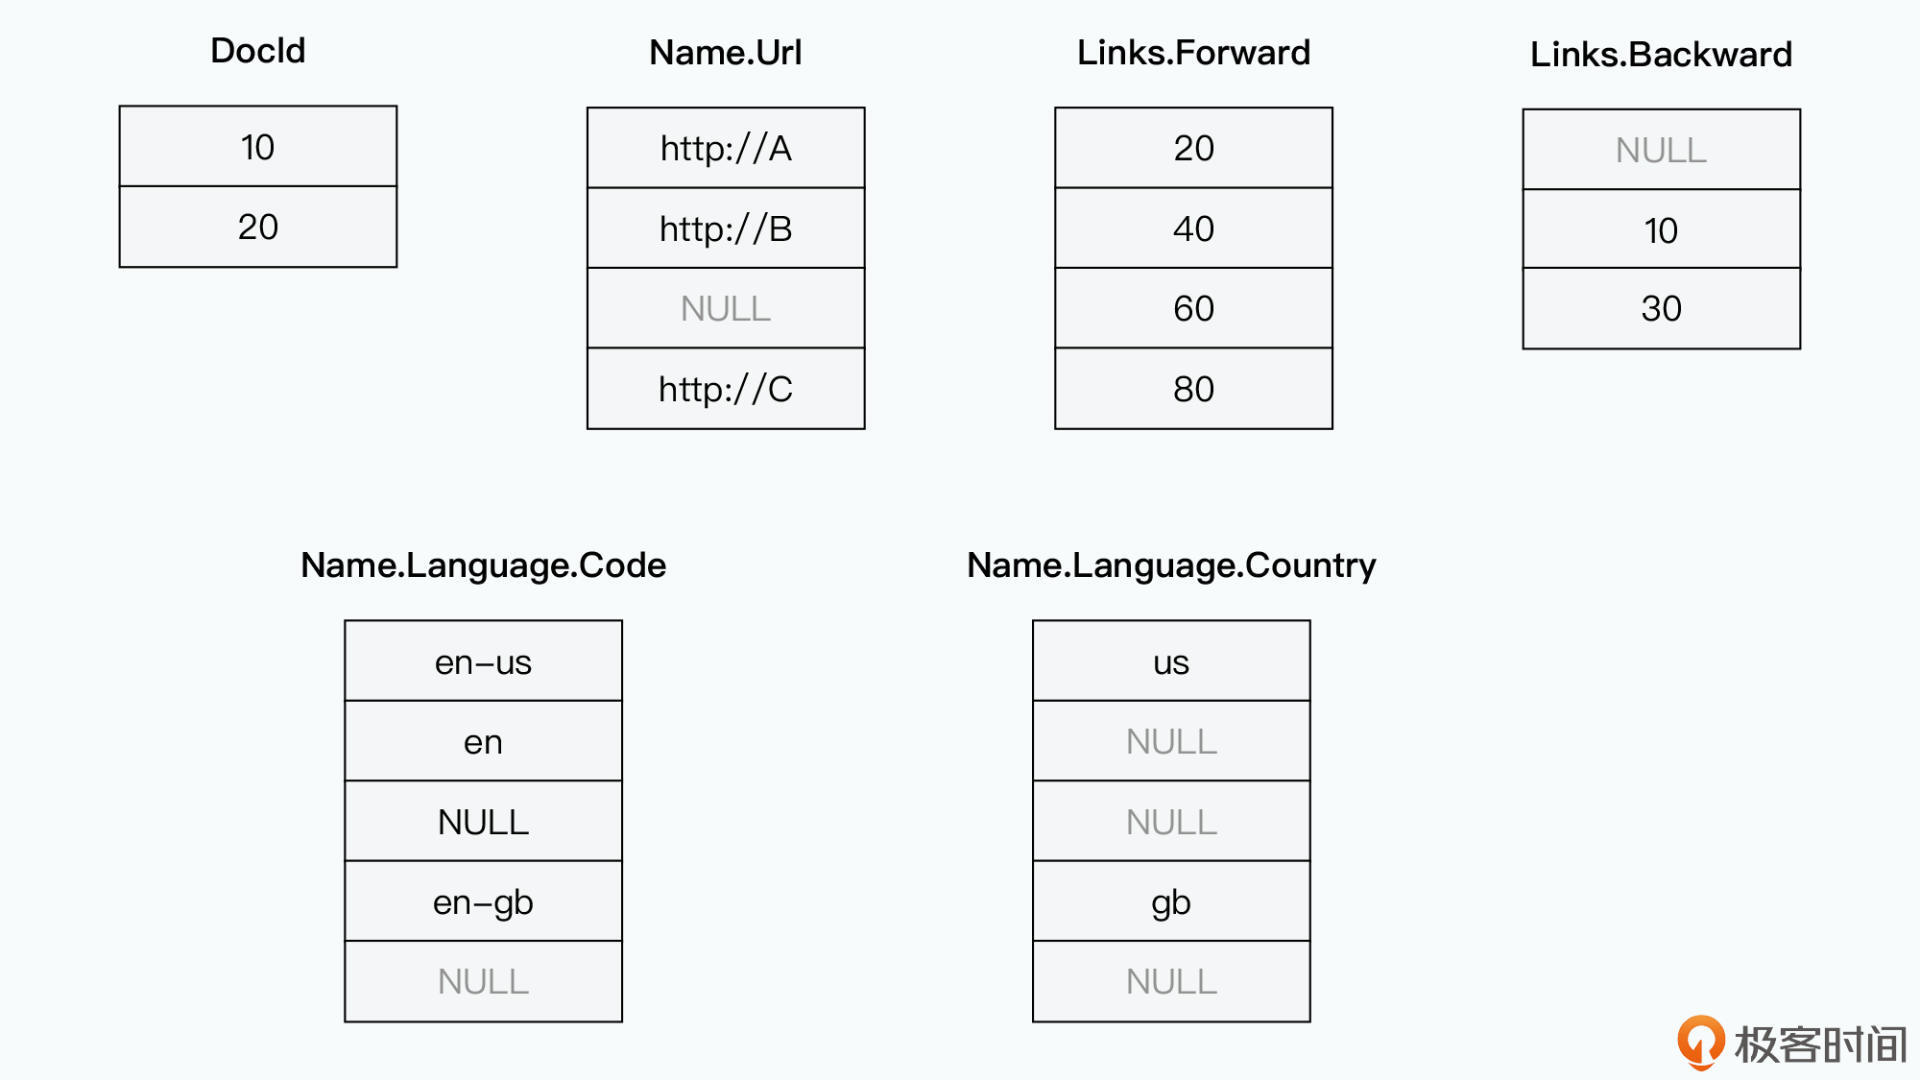 DocId
10
20
Name.Url
http://A
http://B
NULL
http://C
Links.Forward
20
40
60
80
Links.Backward
NULL
10
30
Name.Language.Code
en-us
en
NULL
en-gb
NULL
Name.Language.Country
us
NULL
NULL
gb
NULL
极客时间